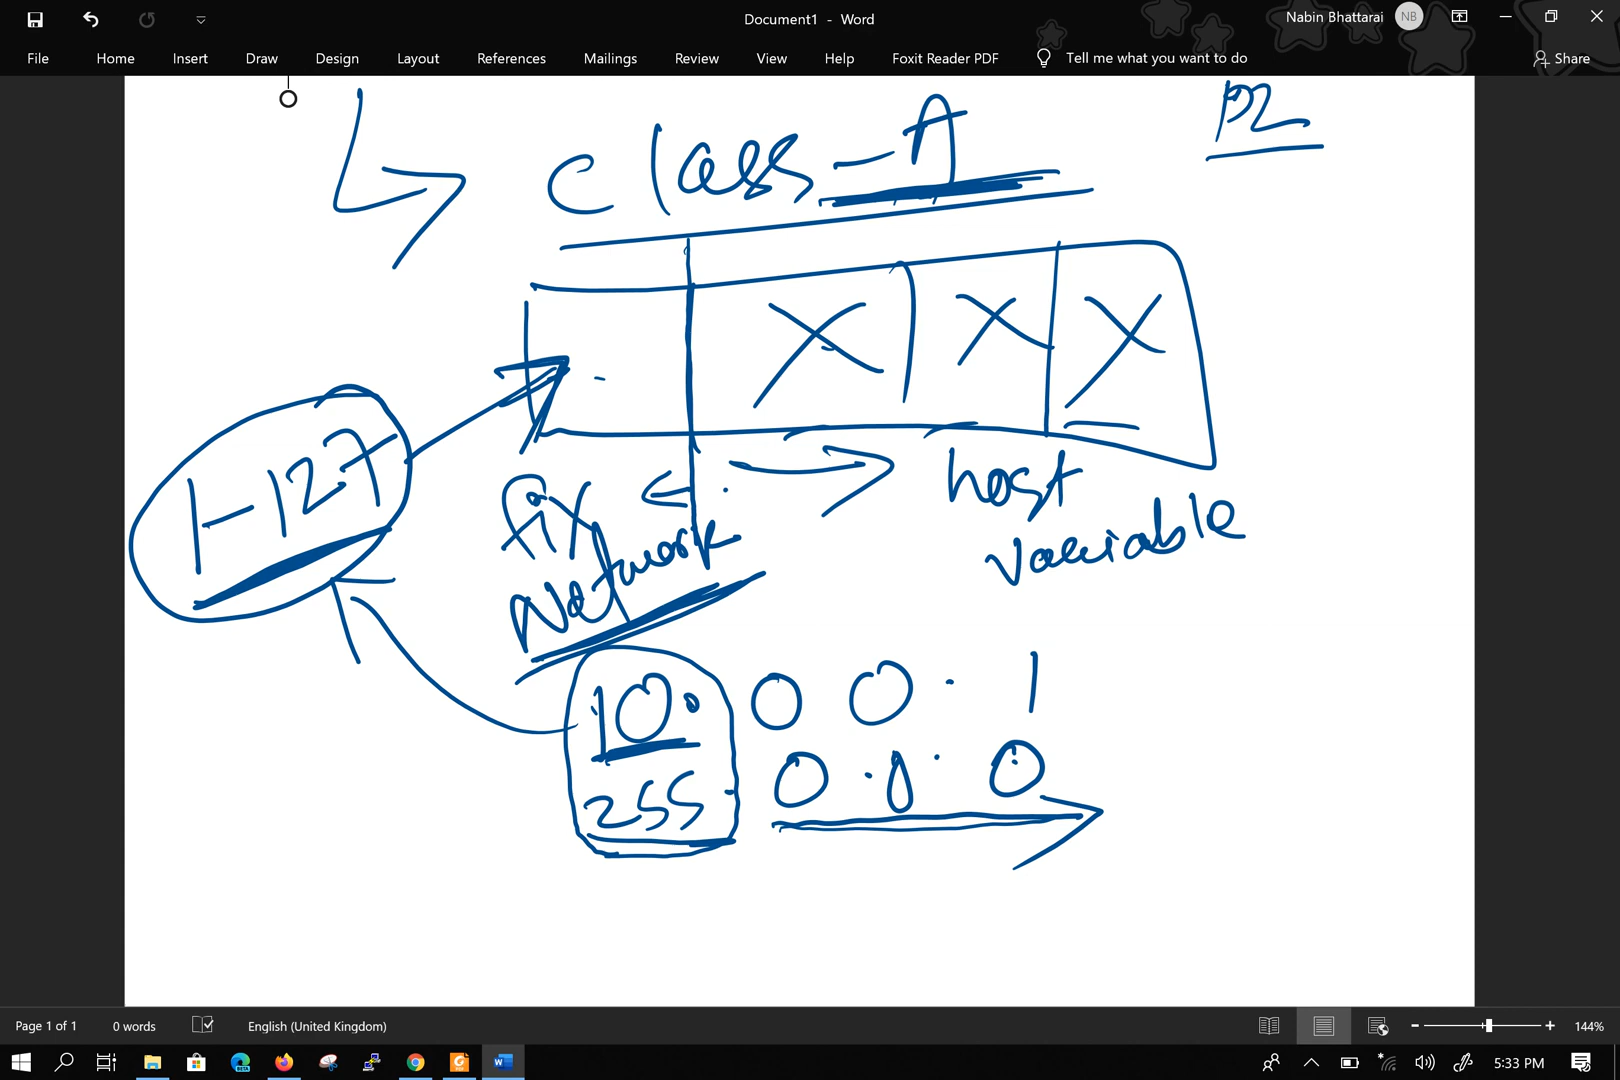 Document1 - Word
Nabin Bhattarai NB
File Home Insert Draw Design Layout References Mailings Review View Help Foxit Reader PDF Tell me what you want to do Share
Class-A
X X X
1-127
fix host
Network variable
10. 0 0 . 1
255. 0.0.0
Page 1 of 1 0 words English (United Kingdom) 144%
5:33 PM